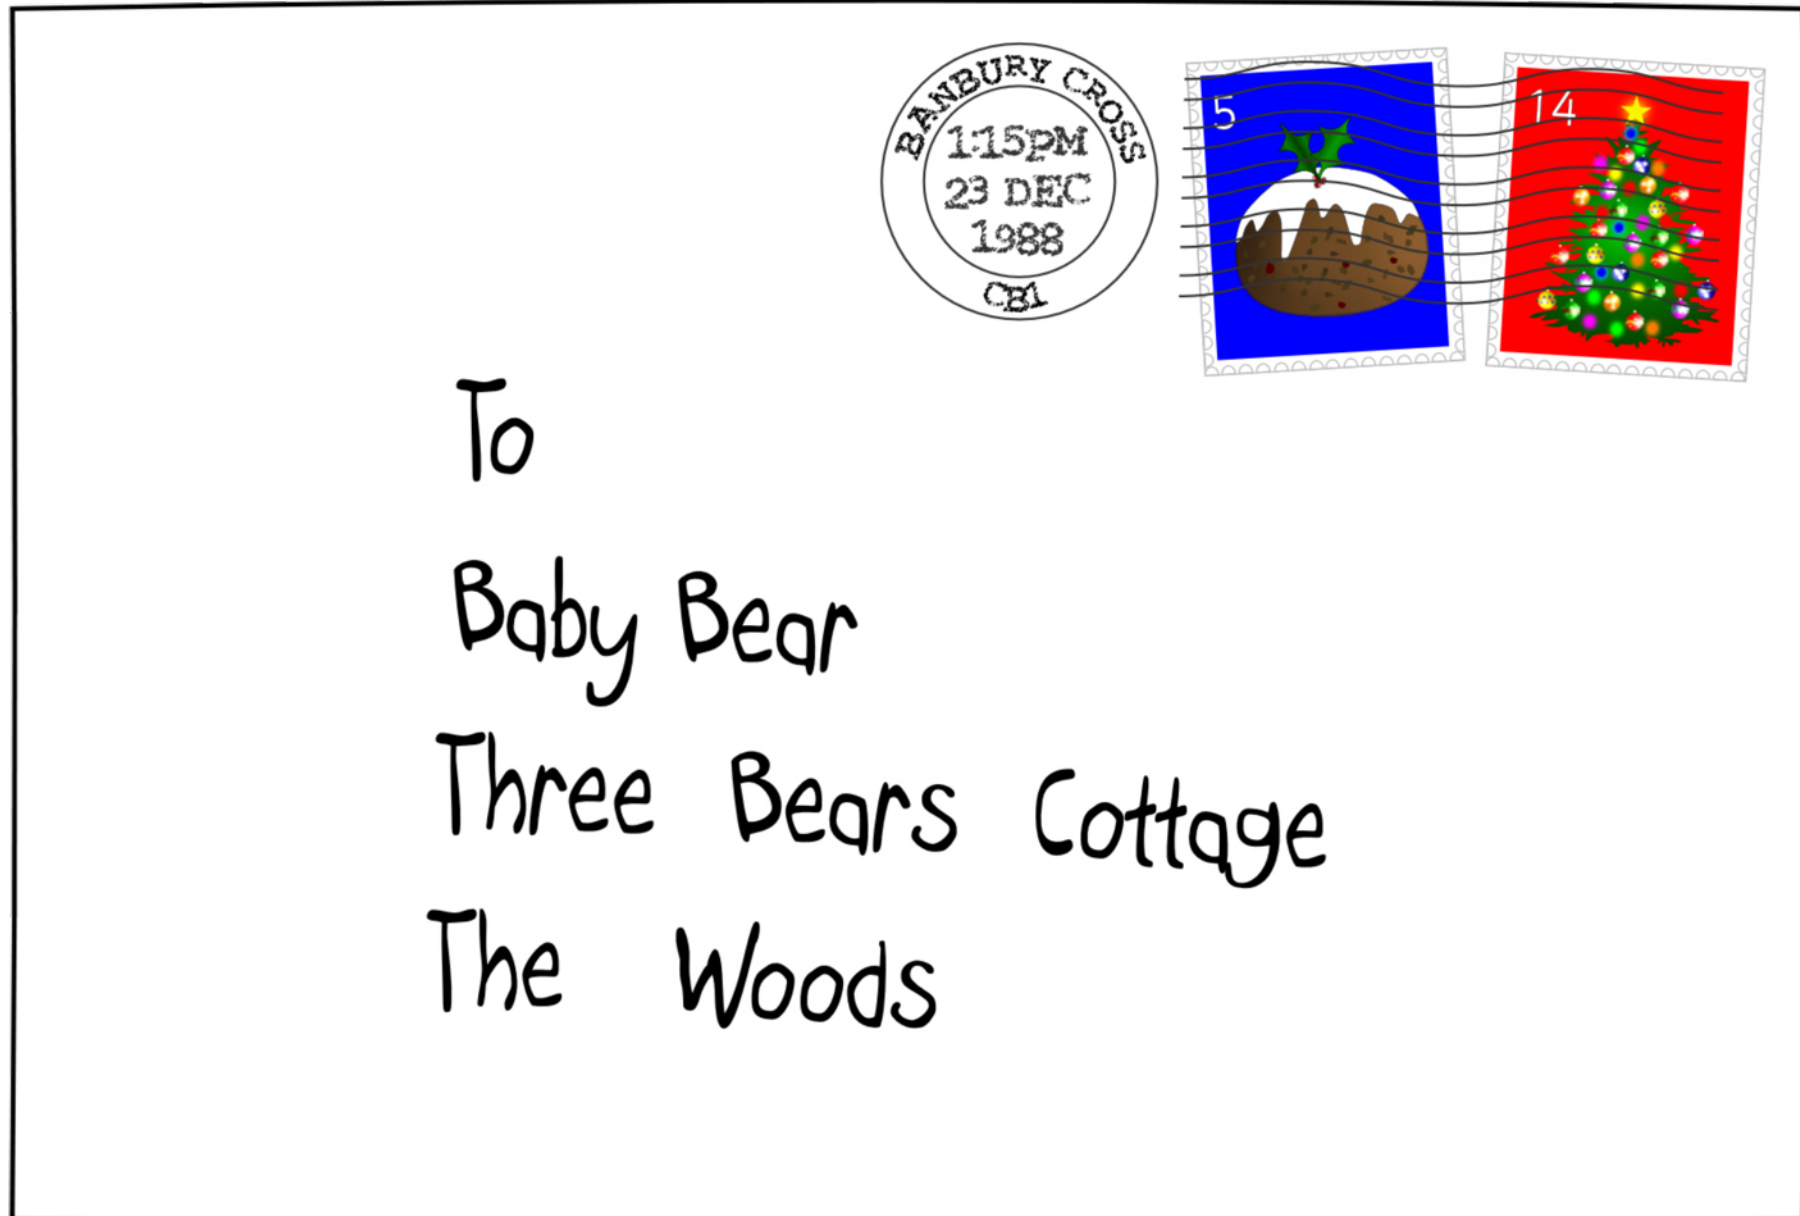 BANBURY CROSS
1:15PM
23 DEC
1988
CB1
5
14
To
Baby Bear
Three Bears Cottage
The Woods